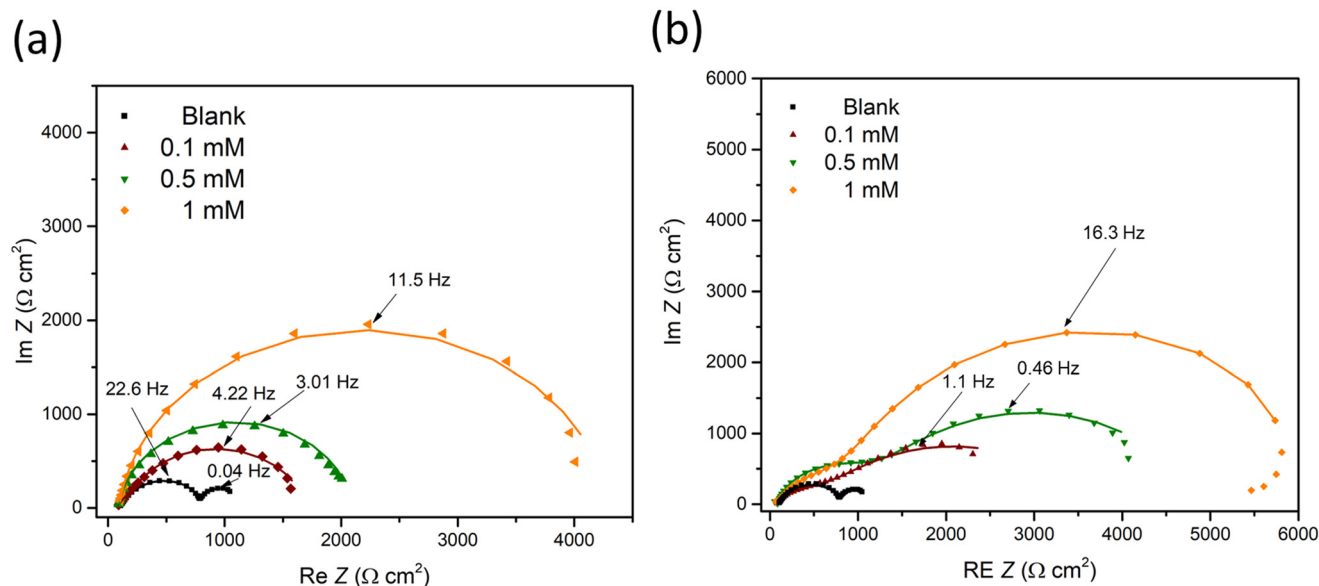 (a)
(b)
Blank
0.1 mM
0.5 mM
1 mM
11.5 Hz
22.6 Hz
4.22 Hz
3.01 Hz
0.04 Hz
4000
3000
2000
1000
0
Im Z (Ω cm²)
0 1000 2000 3000 4000
Re Z (Ω cm²)
Blank
0.1 mM
0.5 mM
1 mM
16.3 Hz
1.1 Hz
0.46 Hz
6000
5000
4000
3000
2000
1000
0
Im Z (Ω cm²)
0 1000 2000 3000 4000 5000 6000
RE Z (Ω cm²)